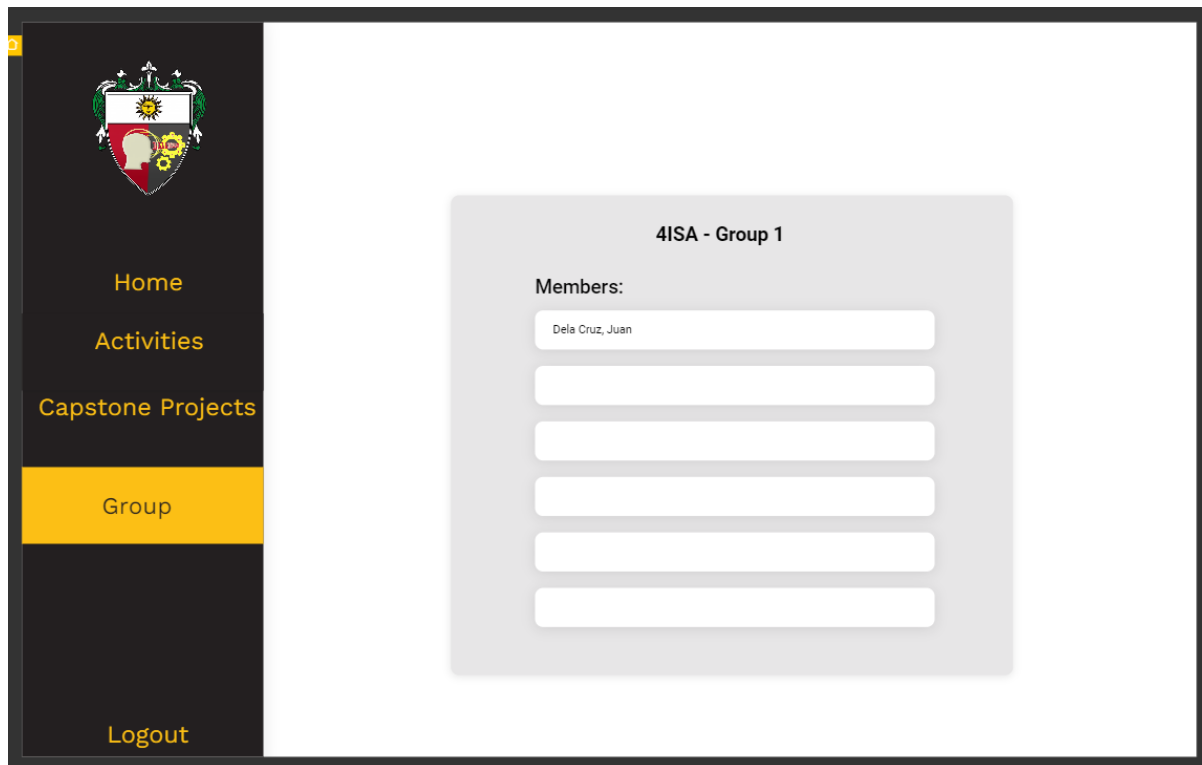 Home
Activities
Capstone Projects
Group
Logout
4ISA - Group 1
Members:
Dela Cruz, Juan